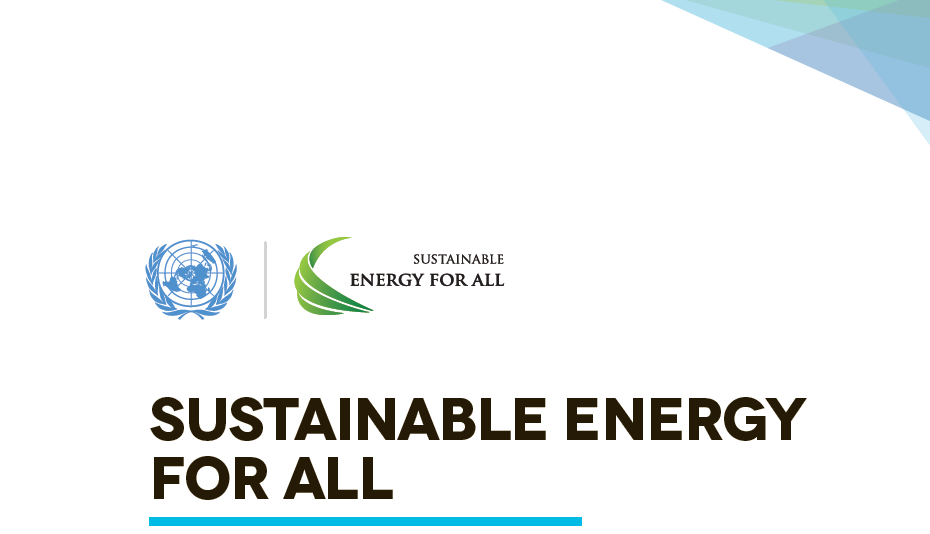 SUSTAINABLE
ENERGY FOR ALL
SUSTAINABLE ENERGY
FOR ALL